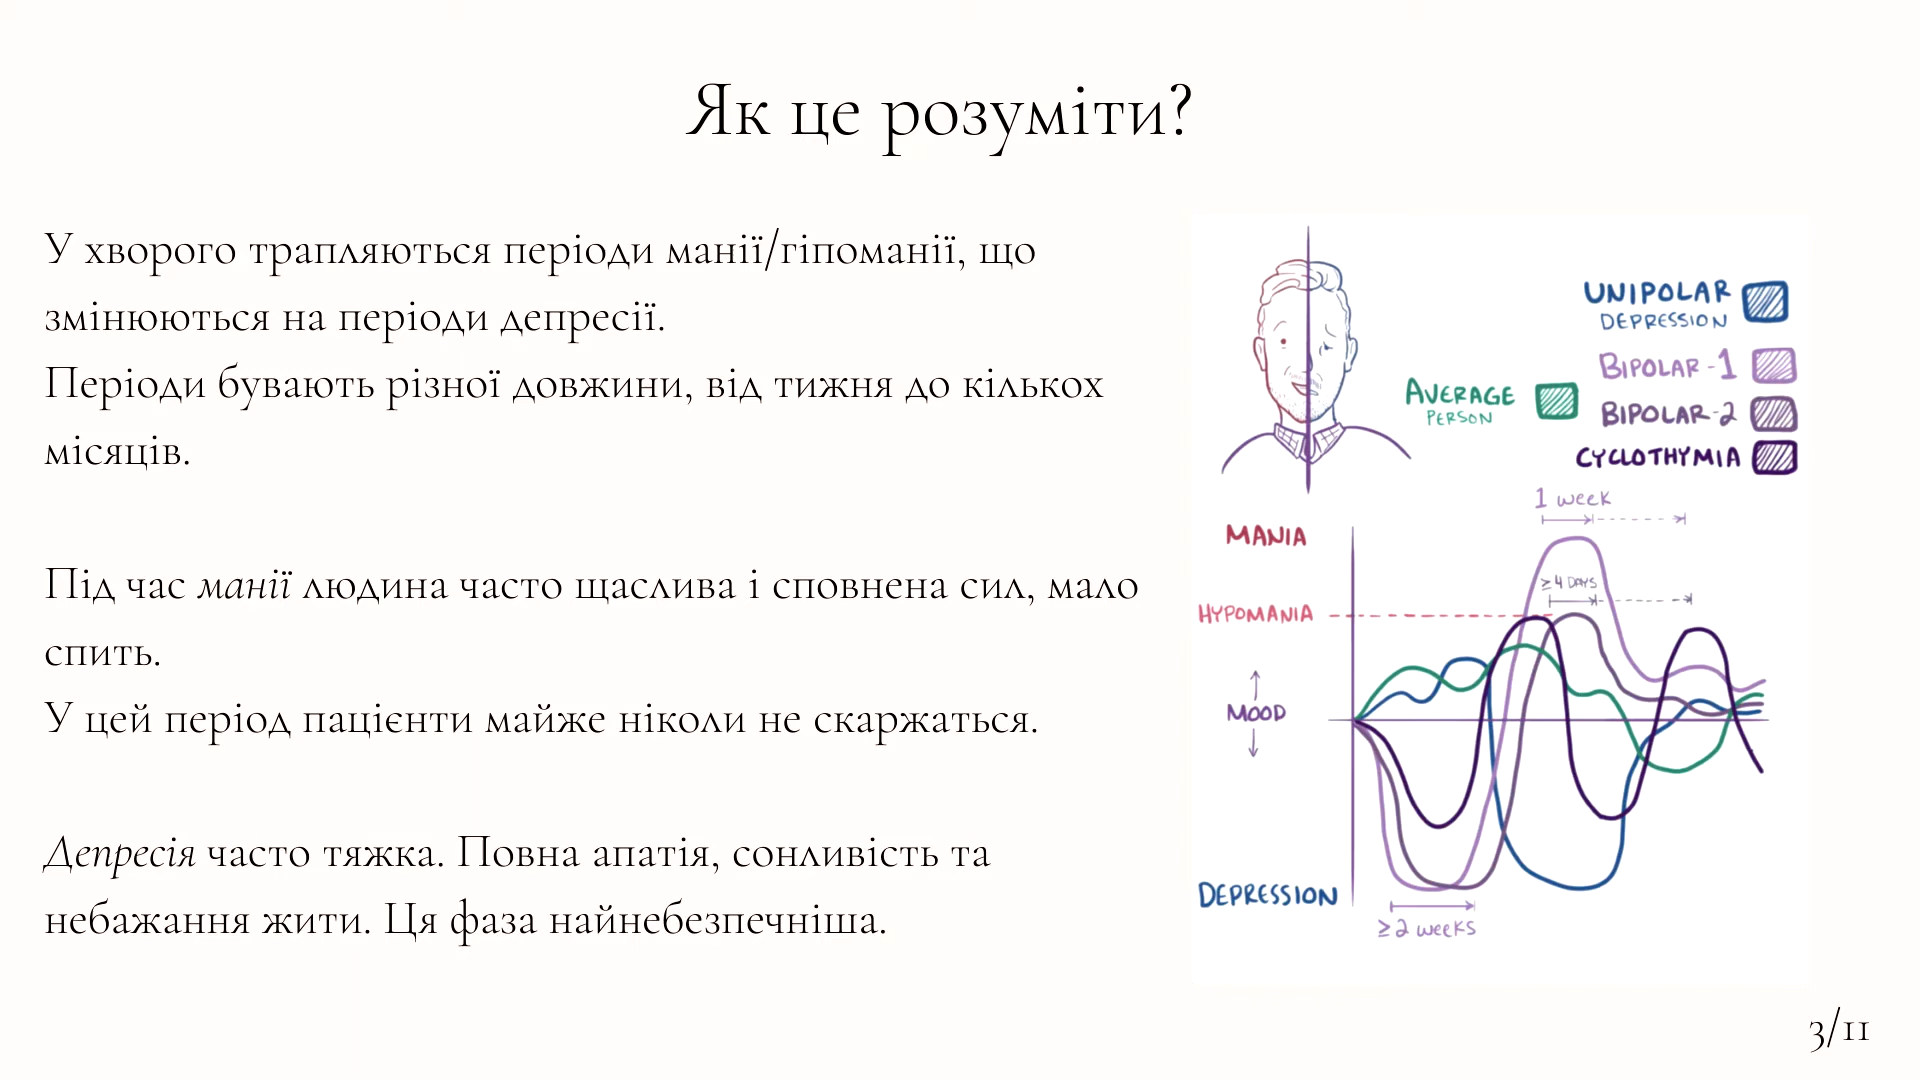 Як це розуміти?
У хворого трапляються періоди манії/гіпоманії, що
змінюються на періоди депресії.
Періоди бувають різної довжини, від тижня до кількох
місяців.
Під час манії людина часто щаслива і сповнена сил, мало
спить.
У цей період пацієнти майже ніколи не скаржаться.
Депресія часто тяжка. Повна апатія, сонливість та
небажання жити. Ця фаза найнебезпечніша.
UNIPOLAR
DEPRESSION
BIPOLAR-1
AVERAGE
PERSON
BIPOLAR-2
CYCLOTHYMIA
1 WEEK
MANIA
≥4 DAYS
HYPOMANIA
MOOD
DEPRESSION
≥2 WEEKS
3/11